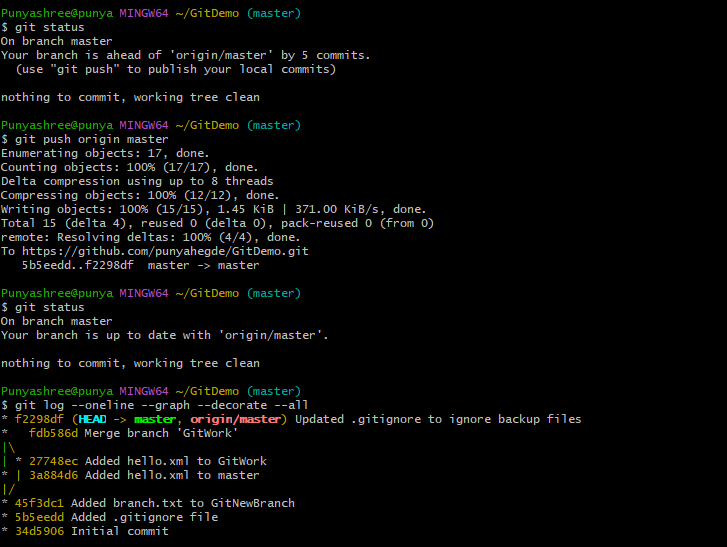 Punyashree@punya MINGW64 ~/GitDemo (master)
$ git status
On branch master
Your branch is ahead of 'origin/master' by 5 commits.
  (use "git push" to publish your local commits)

nothing to commit, working tree clean

Punyashree@punya MINGW64 ~/GitDemo (master)
$ git push origin master
Enumerating objects: 17, done.
Counting objects: 100% (17/17), done.
Delta compression using up to 8 threads
Compressing objects: 100% (12/12), done.
Writing objects: 100% (15/15), 1.45 KiB | 371.00 KiB/s, done.
Total 15 (delta 4), reused 0 (delta 0), pack-reused 0 (from 0)
remote: Resolving deltas: 100% (4/4), done.
To https://github.com/punyahegde/GitDemo.git
   5b5eedd..f2298df  master -> master

Punyashree@punya MINGW64 ~/GitDemo (master)
$ git status
On branch master
Your branch is up to date with 'origin/master'.

nothing to commit, working tree clean

Punyashree@punya MINGW64 ~/GitDemo (master)
$ git log --oneline --graph --decorate --all
* f2298df (HEAD -> master, origin/master) Updated .gitignore to ignore backup files
*   fdb586d Merge branch 'GitWork'
|\
| * 27748ec Added hello.xml to GitWork
* | 3a884d6 Added hello.xml to master
|/
* 45f3dc1 Added branch.txt to GitNewBranch
* 5b5eedd Added .gitignore file
* 34d5906 Initial commit